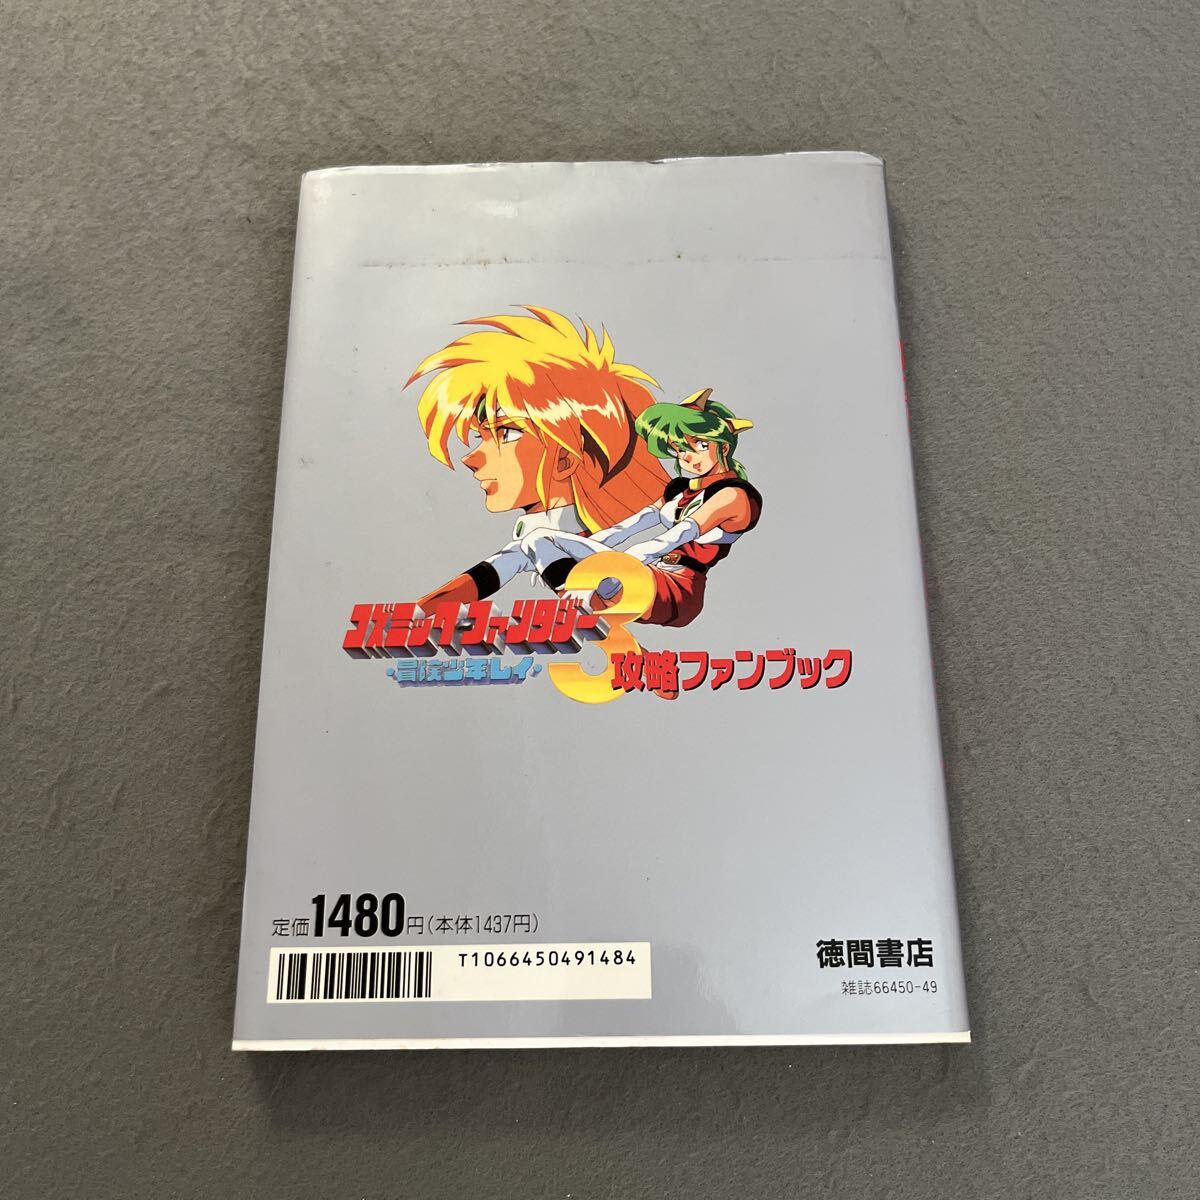 コズミック・ファンタジー3
・冒険少年レイ・
攻略ファンブック
定価1480円(本体1437円)
T1066450491484
徳間書店
雑誌66450-49